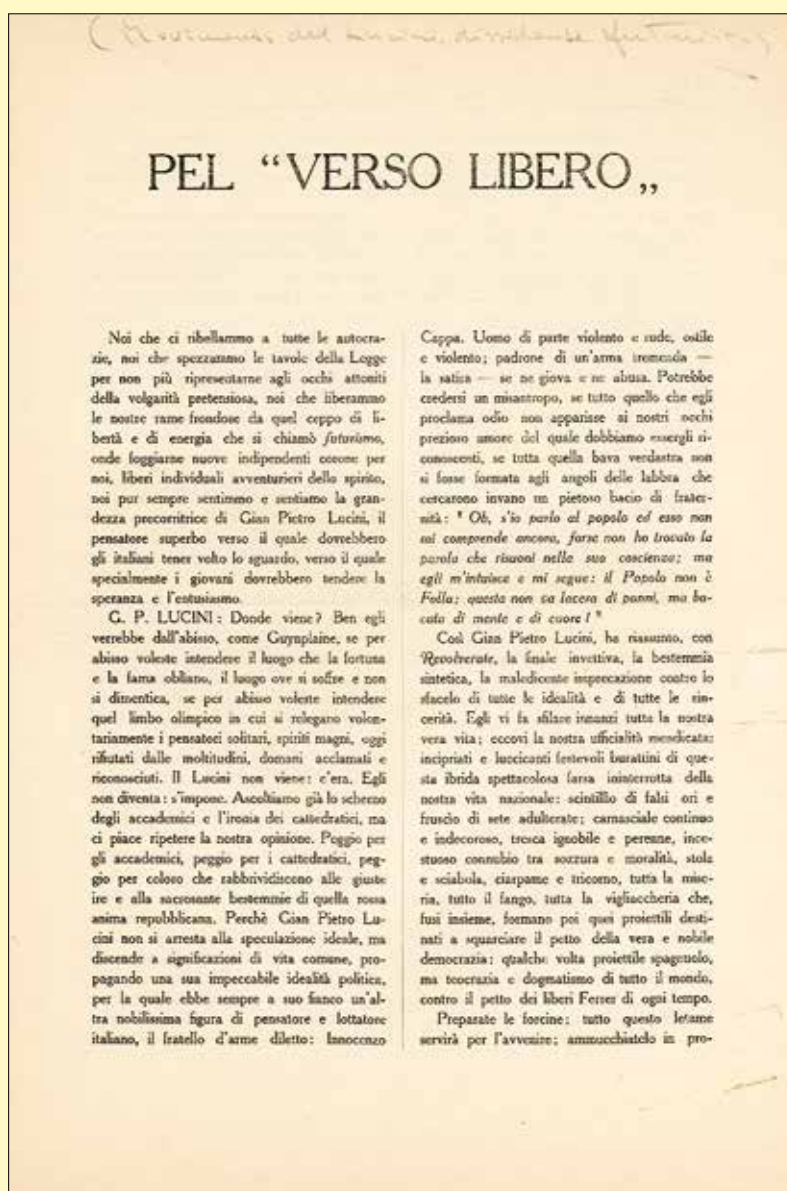 ( Movimento del Lucini, dissidente futurista
PEL “VERSO LIBERO„
Noi che ci ribellammo a tutte le autocra-
zie, noi che spezzammo le tavole della Legge
per non più ripresentarne agli occhi attoniti
della volgarità pretensiosa, noi che liberammo
le nostre rame frondose da quel ceppo di li-
bertà e di energia che si chiamò futurismo,
onde foggiarne nuove indipendenti corone per
noi, liberi individuali avventurieri dello spirito,
noi pur sempre sentimmo e sentiamo la gran-
dezza precorritrice di Gian Pietro Lucini, il
pensatore superbo verso il quale dovrebbero
gli italiani tener volto lo sguardo, verso il quale
specialmente i giovani dovrebbero tendere la
speranza e l'entusiasmo.
G. P. LUCINI: Donde viene? Ben egli
verrebbe dall'abisso, come Guynplaine, se per
abisso voleste intendere il luogo che la fortuna
e la fama obliano, il luogo ove si soffre e non
si dimentica, se per abisso voleste intendere
quel limbo olimpico in cui si relegano volon-
tariamente i pensatori solitari, spiriti magni, oggi
rifiutati dalle moltitudini, domani acclamati e
riconosciuti. Il Lucini non viene: c'era. Egli
non diventa: s'impone. Ascoltiamo già lo scherno
degli accademici e l'ironia dei cattedratici, ma
ci piace ripetere la nostra opinione. Peggio per
gli accademici, peggio per i cattedratici, peg-
gio per coloro che rabbrividiscono alle giuste
ire e alla sacrosante bestemmie di quella rossa
anima repubblicana. Perchè Gian Pietro Lu-
cini non si arresta alla speculazione ideale, ma
discende a significazioni di vita comune, pro-
pagando una sua impeccabile idealità politica,
per la quale ebbe sempre a suo fianco un'al-
tra nobilissima figura di pensatore e lottatore
italiano, il fratello d'arme diletto: Innocenzo
Cappa. Uomo di parte violento e rude, ostile
e violento; padrone di un'arma tremenda —
la satira — se ne giova e ne abusa. Potrebbe
credersi un misantropo, se tutto quello che egli
proclama odio non apparisse ai nostri occhi
prezioso amore del quale dobbiamo essergli ri-
conoscenti, se tutta quella bava verdastra non
si fosse formata agli angoli delle labbra che
cercarono invano un pietoso bacio di frater-
nità: " Oh, s'io parlo al popolo ed esso non
mi comprende ancora, forse non ho trovato la
parola che risuoni nella sua coscienza; ma
egli m'intuisce e mi segue: il Popolo non è
Folla; questa non va lacera di panni, ma ba-
cata di mente e di cuore! "
Così Gian Pietro Lucini, ha riassunto, con
Revolverate, la finale invettiva, la bestemmia
sintetica, la maledicente imprecazione contro lo
sfacelo di tutte le idealità e di tutte le sin-
cerità. Egli vi fa sfilare innanzi tutta la nostra
vera vita; eccovi la nostra ufficialità mendicata:
incipriati e luccicanti festevoli burattini di que-
sta ibrida spettacolosa farsa ininterrotta della
nostra vita nazionale: scintillio di falsi ori e
fruscio di sete adulterate; carnasciale continuo
e indecoroso, tresca ignobile e perenne, ince-
stuoso connubio tra sozzura e moralità, stola
e sciabola, ciarpame e tricorno, tutta la mise-
ria, tutto il fango, tutta la vigliaccheria che,
fusi insieme, formano poi quei proiettili desti-
nati a squarciare il petto della vera e nobile
democrazia: qualche volta proiettile spagnuolo,
ma teocrazia e dogmatismo di tutto il mondo,
contro il petto dei liberi Ferrer di ogni tempo.
Preparate le forcine: tutto questo letame
servirà per l'avvenire; ammucchiatelo in pro-